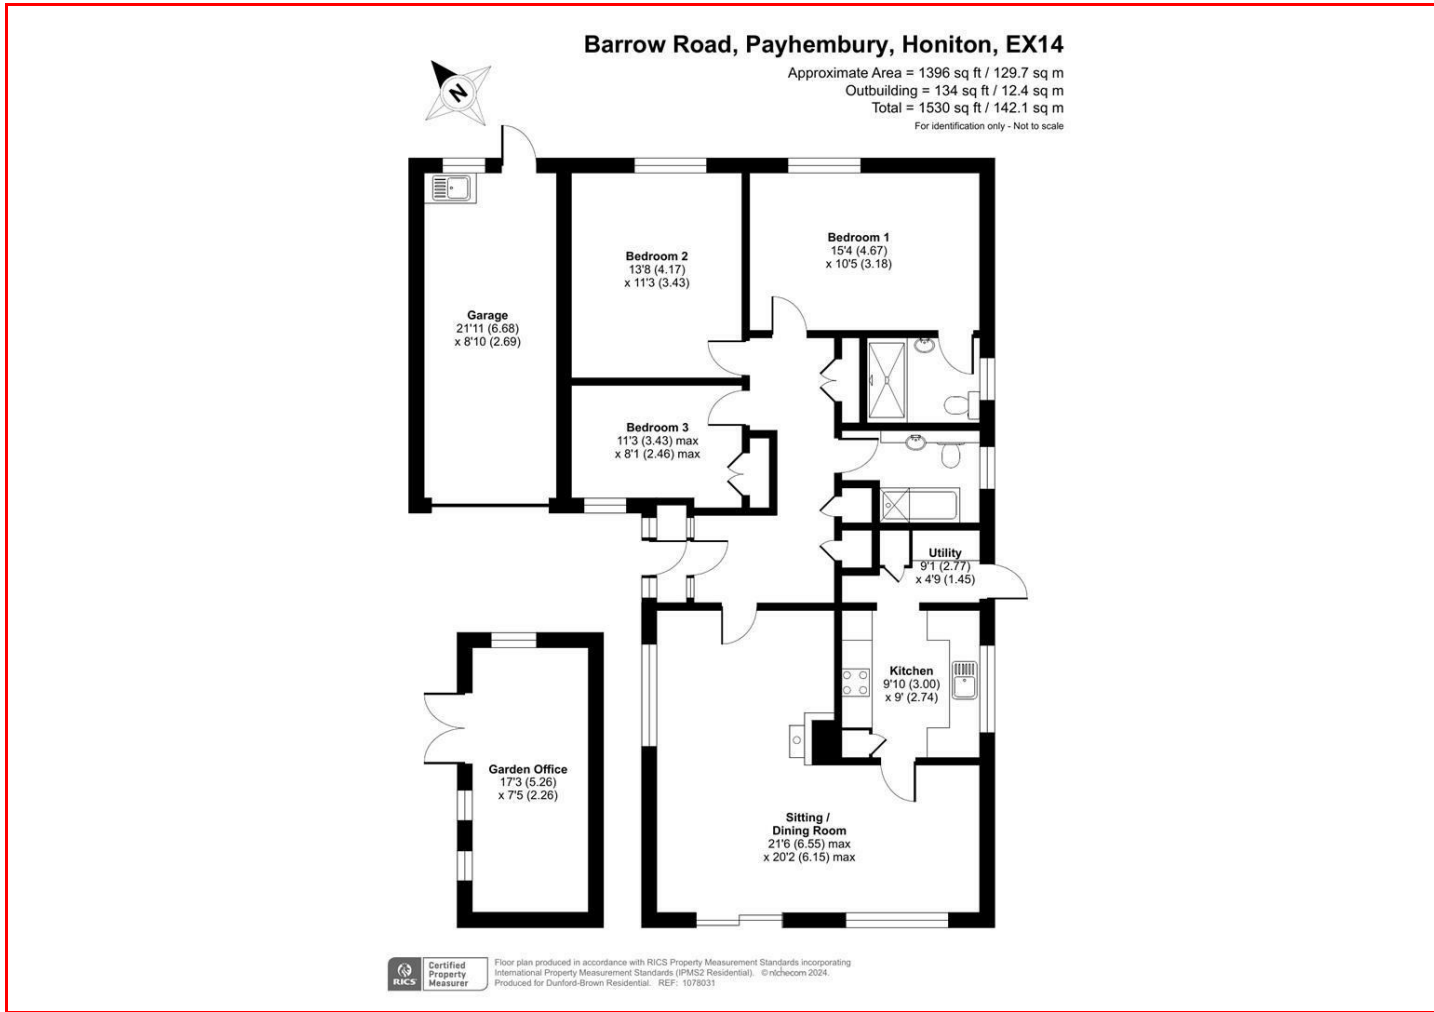 Barrow Road, Payhembury, Honiton, EX14
Approximate Area = 1396 sq ft / 129.7 sq m
Outbuilding = 134 sq ft / 12.4 sq m
Total = 1530 sq ft / 142.1 sq m
For identification only - Not to scale
N
Bedroom 1
15'4 (4.67)
x 10'5 (3.18)
Bedroom 2
13'8 (4.17)
x 11'3 (3.43)
Garage
21'11 (6.68)
x 8'10 (2.69)
Bedroom 3
11'3 (3.43) max
x 8'1 (2.46) max
Utility
9'1 (2.77)
x 4'9 (1.45)
Kitchen
9'10 (3.00)
x 9' (2.74)
Garden Office
17'3 (5.26)
x 7'5 (2.26)
Sitting /
Dining Room
21'6 (6.55) max
x 20'2 (6.15) max
RICS
Certified
Property
Measurer
Floor plan produced in accordance with RICS Property Measurement Standards incorporating
International Property Measurement Standards (IPMS2 Residential). © nichecom 2024.
Produced for Dunford-Brown Residential. REF: 1078031